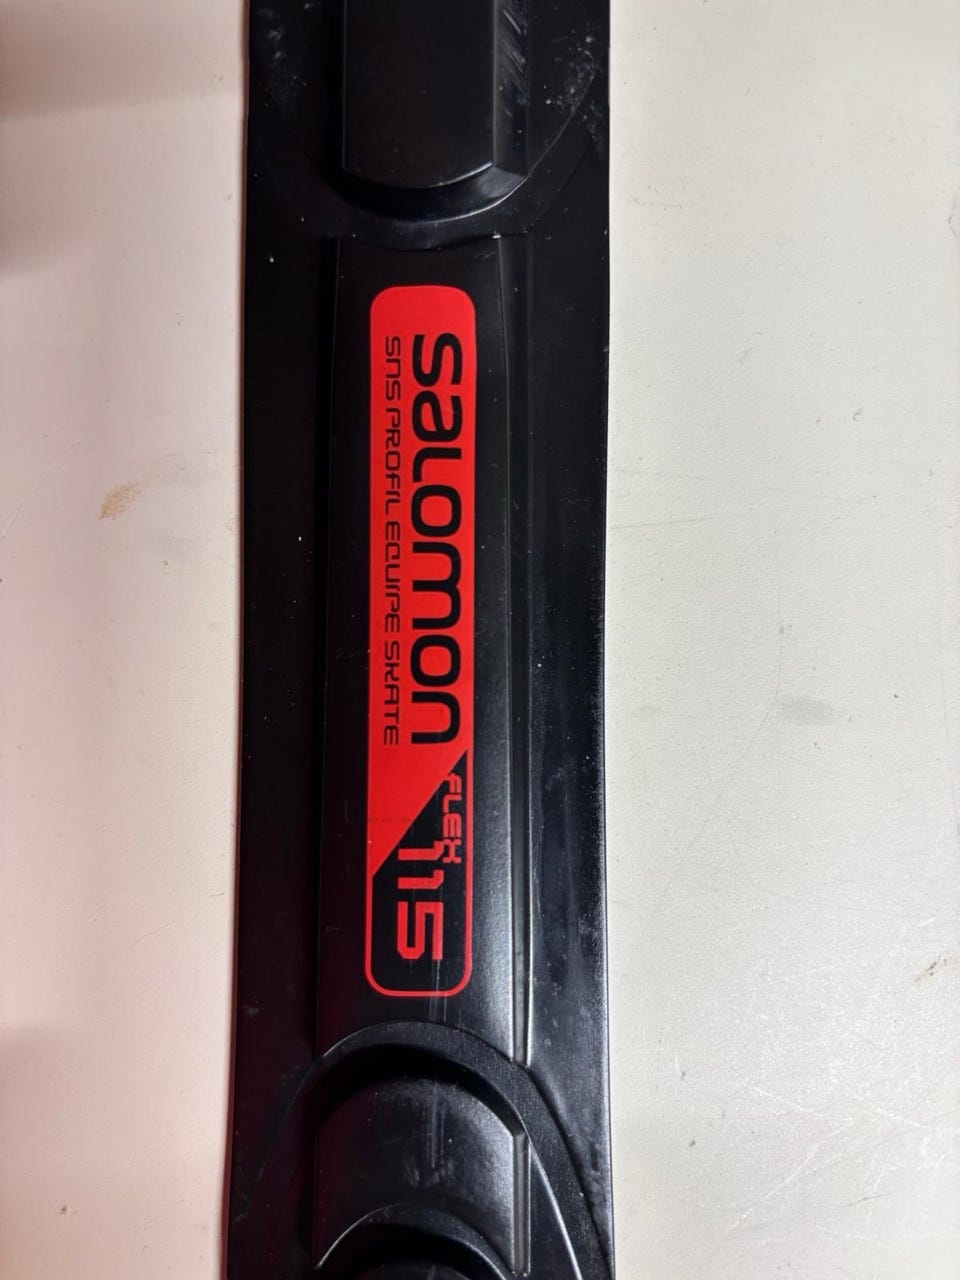 salomon
SNS PROFIL EQUIPE SKATE
FLEX
115